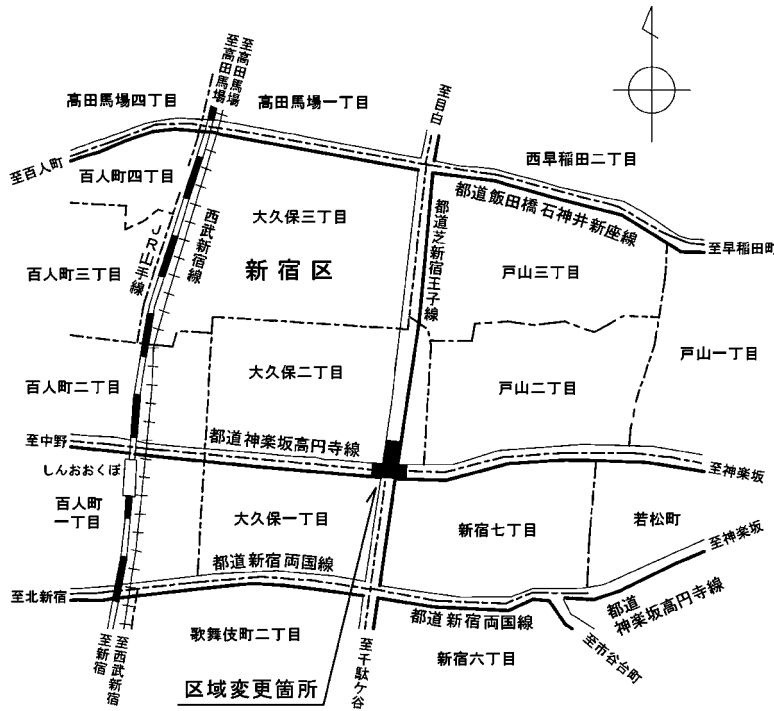 至高田馬場
至高田馬場
高田馬場四丁目
高田馬場一丁目
至目白
西早稲田二丁目
至百人町
百人町四丁目
都道飯田橋石神井新座線
西武新宿線
大久保三丁目
都道芝新宿王子線
至早稲田町
JR山手線
百人町三丁目
新宿区
戸山三丁目
戸山一丁目
百人町二丁目
大久保二丁目
戸山二丁目
至中野
都道神楽坂高円寺線
至神楽坂
しんおおくぼ
百人町
一丁目
大久保一丁目
新宿七丁目
若松町
至神楽坂
都道新宿両国線
至北新宿
都道
神楽坂高円寺線
都道新宿両国線
歌舞伎町二丁目
新宿六丁目
至市谷台町
至新宿
至西武新宿
至千駄ケ谷
区域変更箇所